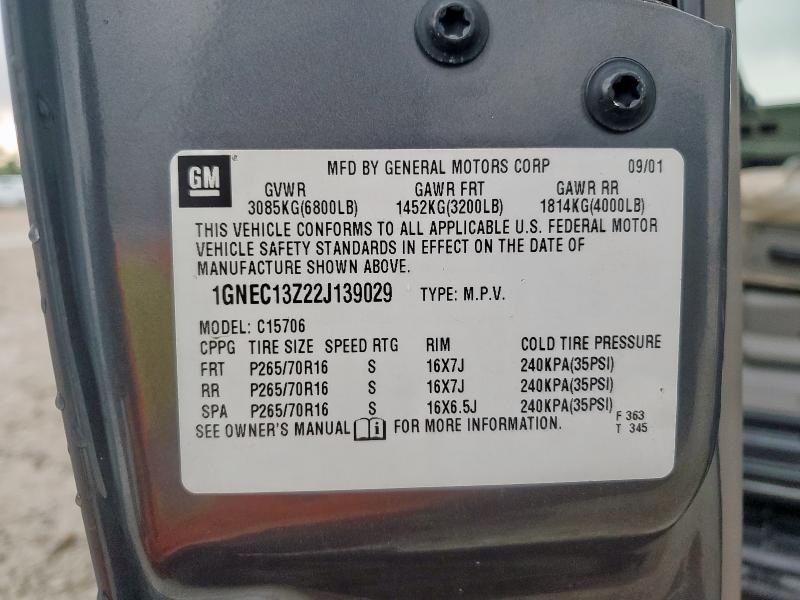 GM MFD BY GENERAL MOTORS CORP 09/01
GVWR GAWR FRT GAWR RR
3085KG(6800LB) 1452KG(3200LB) 1814KG(4000LB)
THIS VEHICLE CONFORMS TO ALL APPLICABLE U.S. FEDERAL MOTOR
VEHICLE SAFETY STANDARDS IN EFFECT ON THE DATE OF
MANUFACTURE SHOWN ABOVE.
1GNEC13Z22J139029 TYPE: M.P.V.
MODEL: C15706
CPPG TIRE SIZE SPEED RTG RIM COLD TIRE PRESSURE
FRT P265/70R16 S 16X7J 240KPA(35PSI)
RR P265/70R16 S 16X7J 240KPA(35PSI)
SPA P265/70R16 S 16X6.5J 240KPA(35PSI) F 363
SEE OWNER'S MANUAL FOR MORE INFORMATION. T 345